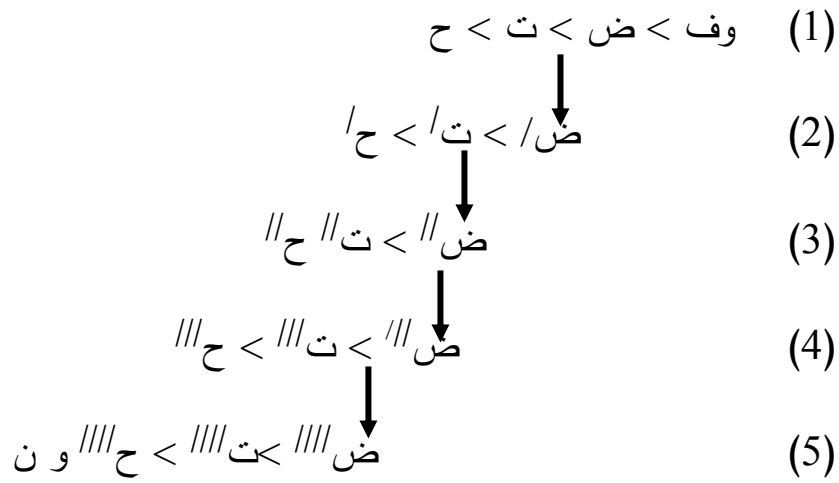 (1) وف > ض > ت > ح
(2) ض/ > ت/ > ح/
(3) ض// > ت// ح//
(4) ض/// > ت/// > ح///
(5) ض//// > ت//// > ح//// و ن